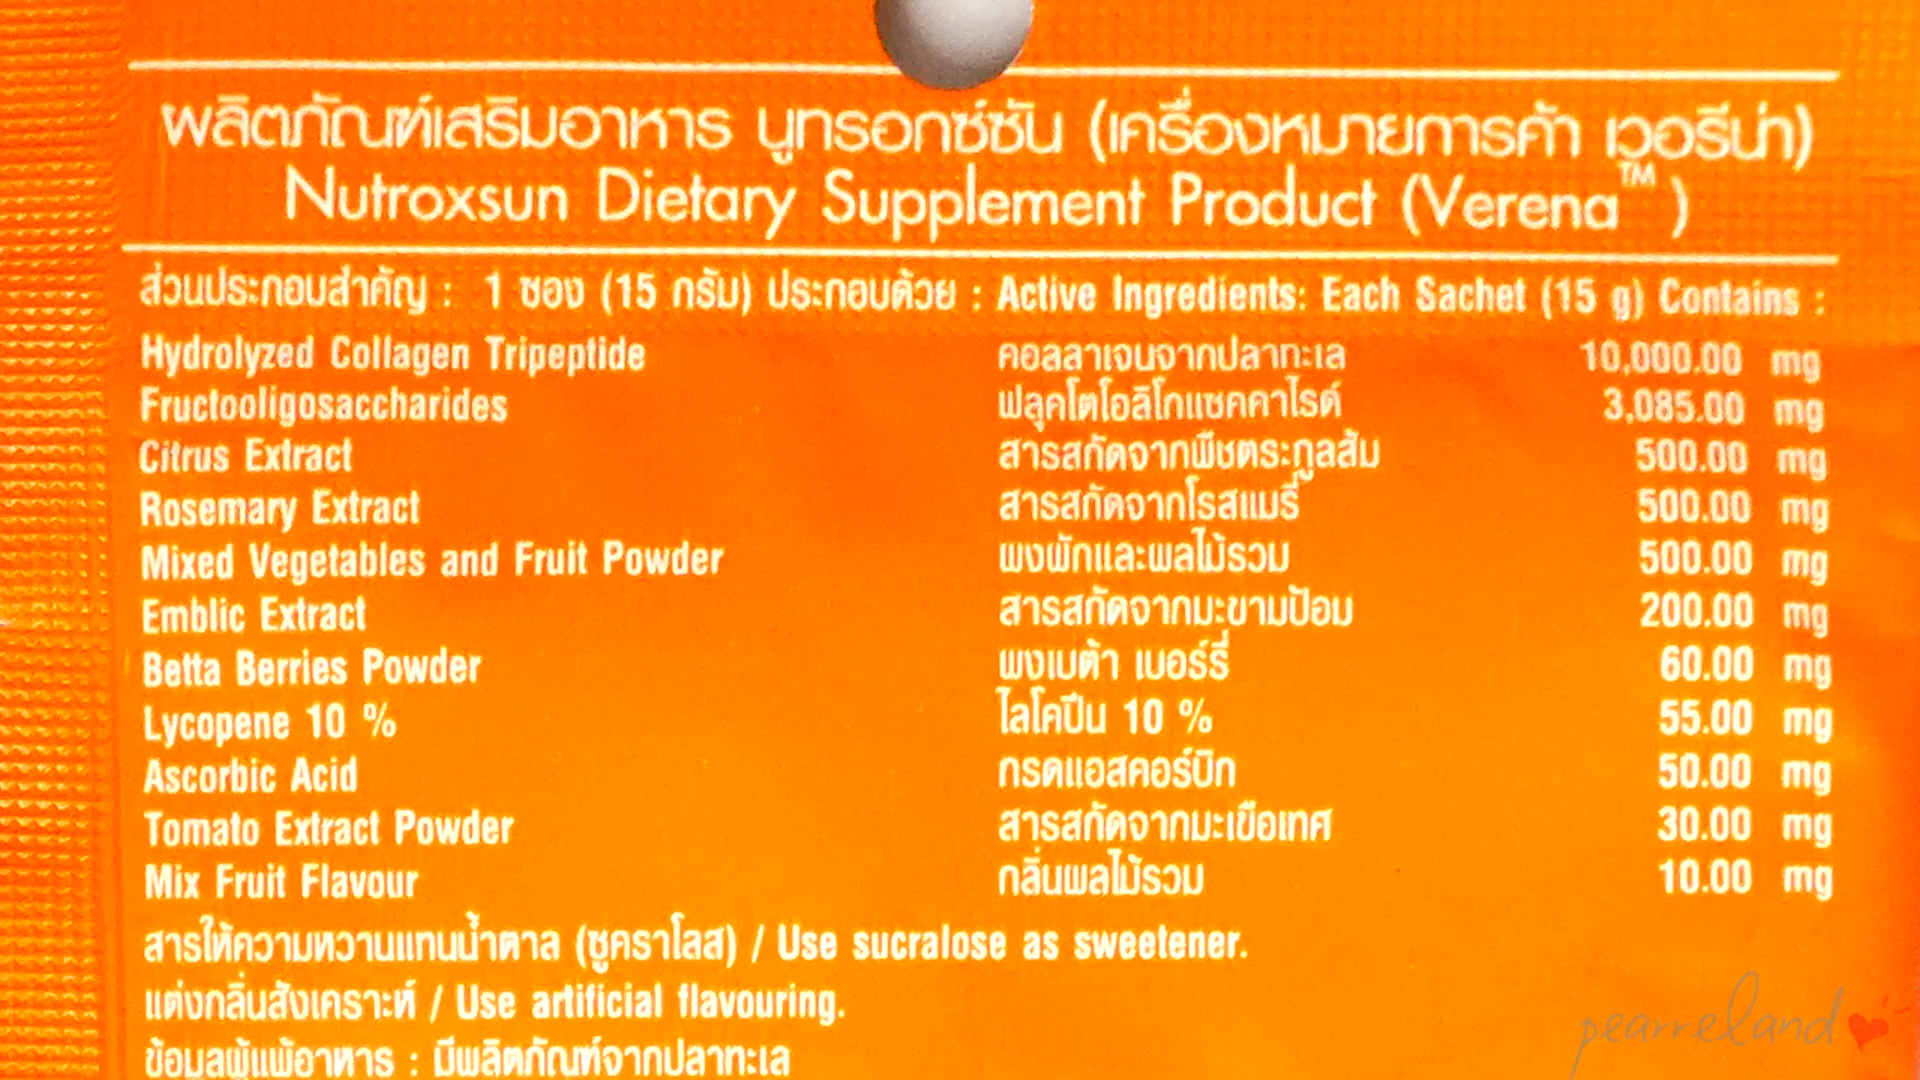 ผลิตภัณฑ์เสริมอาหาร นูทรอกซ์ซัน (เครื่องหมายการค้า เวอรีน่า)
Nutroxsun Dietary Supplement Product (Verena™ )
ส่วนประกอบสำคัญ : 1 ซอง (15 กรัม) ประกอบด้วย : Active Ingredients: Each Sachet (15 g) Contains :
Hydrolyzed Collagen Tripeptide คอลลาเจนจากปลาทะเล 10,000.00 mg
Fructooligosaccharides ฟลุคโตโอลิโกแซคคาไรด์ 3,085.00 mg
Citrus Extract สารสกัดจากพืชตระกูลส้ม 500.00 mg
Rosemary Extract สารสกัดจากโรสแมรี่ 500.00 mg
Mixed Vegetables and Fruit Powder ผงผักและผลไม้รวม 500.00 mg
Emblic Extract สารสกัดจากมะขามป้อม 200.00 mg
Betta Berries Powder ผงเบต้า เบอร์รี่ 60.00 mg
Lycopene 10 % ไลโคปีน 10 % 55.00 mg
Ascorbic Acid กรดแอสคอร์บิก 50.00 mg
Tomato Extract Powder สารสกัดจากมะเขือเทศ 30.00 mg
Mix Fruit Flavour กลิ่นผลไม้รวม 10.00 mg
สารให้ความหวานแทนน้ำตาล (ซูคราโลส) / Use sucralose as sweetener.
แต่งกลิ่นสังเคราะห์ / Use artificial flavouring.
ข้อมูลผู้แพ้อาหาร : มีผลิตภัณฑ์จากปลาทะเล
pearreland